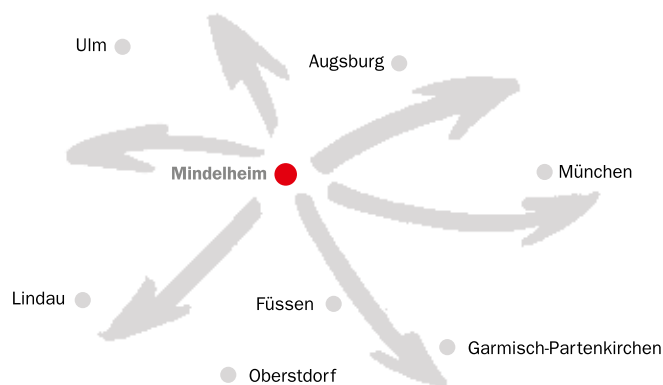 Ulm
Augsburg
Mindelheim
München
Lindau
Füssen
Garmisch-Partenkirchen
Oberstdorf